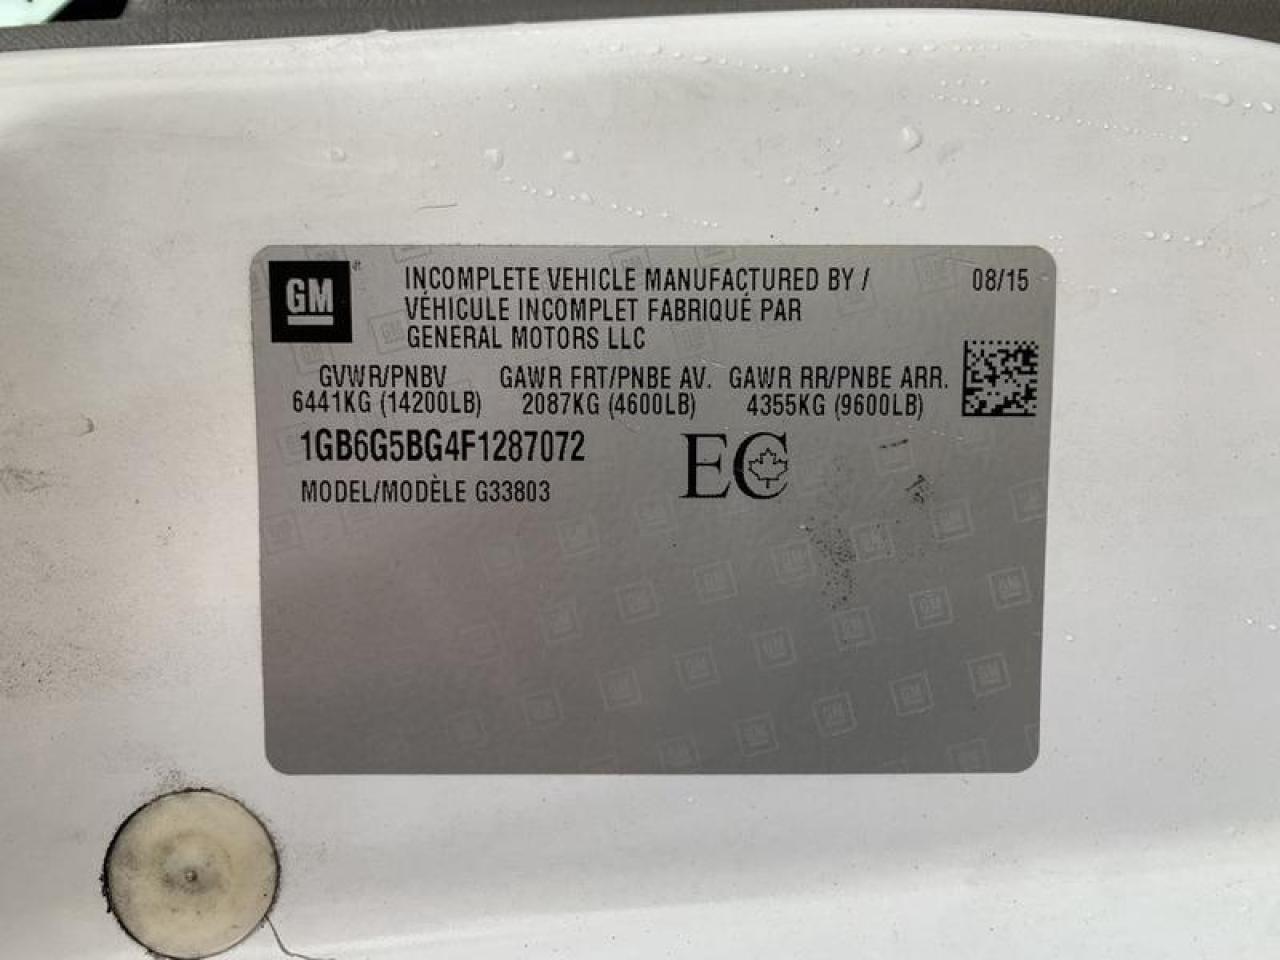 GM
INCOMPLETE VEHICLE MANUFACTURED BY / 08/15
VÉHICULE INCOMPLET FABRIQUÉ PAR
GENERAL MOTORS LLC
GVWR/PNBV GAWR FRT/PNBE AV. GAWR RR/PNBE ARR.
6441KG (14200LB) 2087KG (4600LB) 4355KG (9600LB)
1GB6G5BG4F1287072 EC
MODEL/MODÈLE G33803